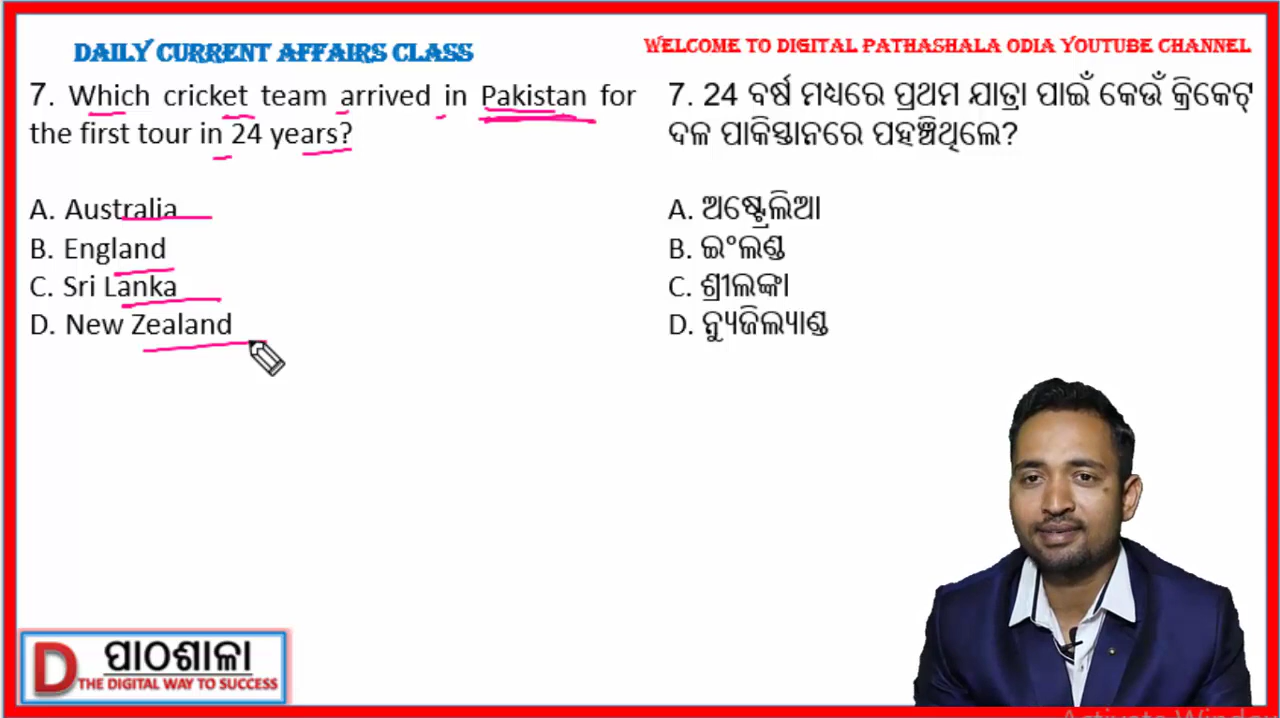 DAILY CURRENT AFFAIRS CLASS
WELCOME TO DIGITAL PATHASHALA ODIA YOUTUBE CHANNEL
7. Which cricket team arrived in Pakistan for
the first tour in 24 years?
A. Australia
B. England
C. Sri Lanka
D. New Zealand
7. 24 ବର୍ଷ ମଧ୍ୟରେ ପ୍ରଥମ ଯାତ୍ରା ପାଇଁ କେଉଁ କ୍ରିକେଟ୍
ଦଳ ପାକିସ୍ତାନରେ ପହଞ୍ଚିଥିଲେ?
A. ଅଷ୍ଟ୍ରେଲିଆ
B. ଇଂଲଣ୍ଡ
C. ଶ୍ରୀଲଙ୍କା
D. ନ୍ୟୁଜିଲ୍ୟାଣ୍ଡ
D ପାଠଶାଳା
THE DIGITAL WAY TO SUCCESS